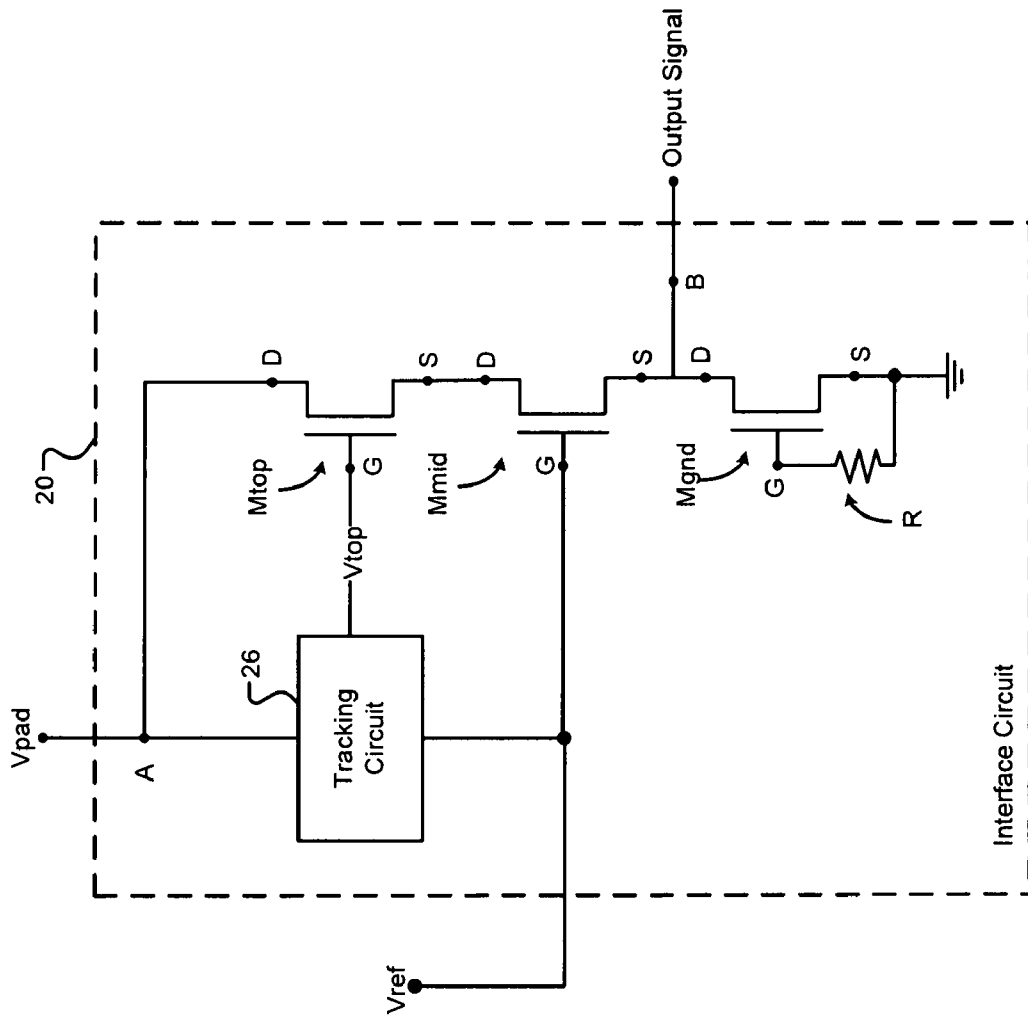 Vpad
20
A
D
26
Mtop
Tracking
Circuit
Vtop
G
S
D
Mmid
G
S
Output Signal
B
D
Mgnd
G
S
R
Vref
Interface Circuit